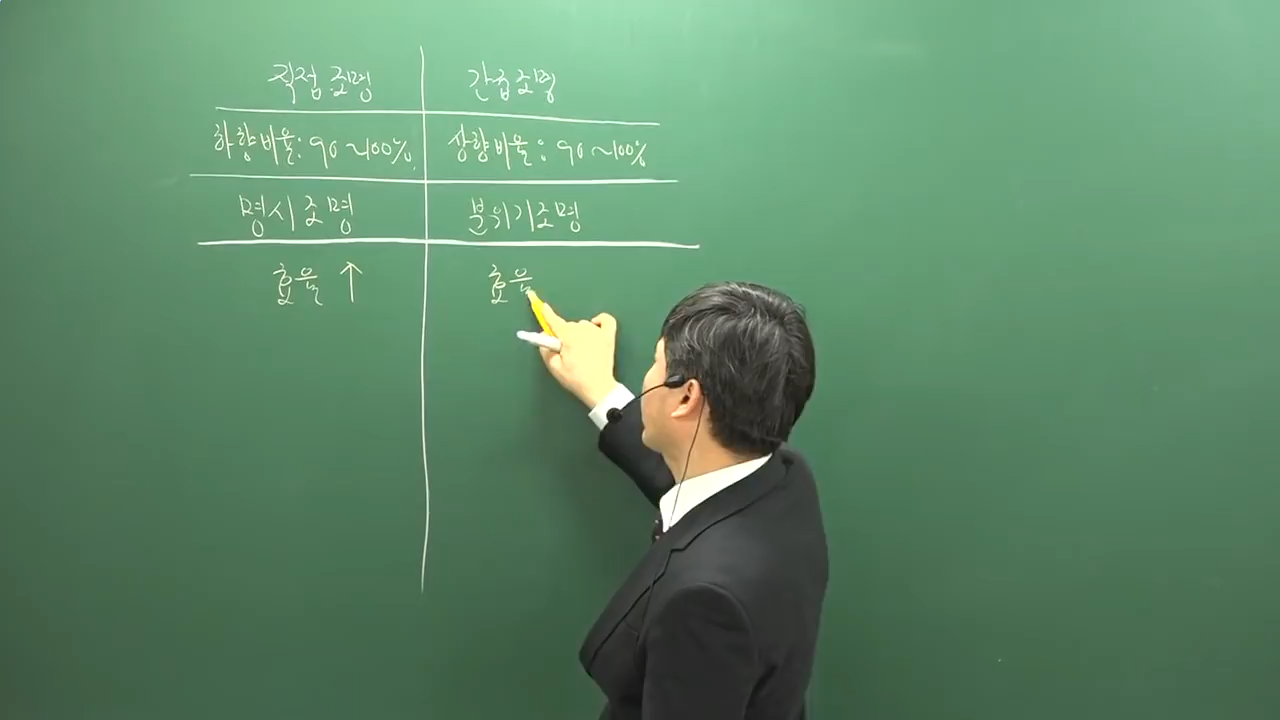 직접조명 간접조명
하향비율: 90~100% 상향비율: 90~100%
명시조명 분위기조명
효율 ↑ 효율